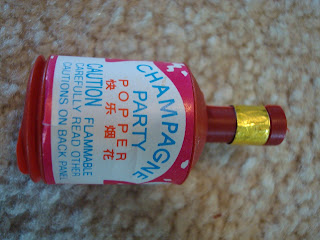 CHAMPAGNE
PARTY
POPPER
快乐烟花
CAUTION FLAMMABLE
CAREFULLY READ OTHER
CAUTIONS ON BACK PANEL